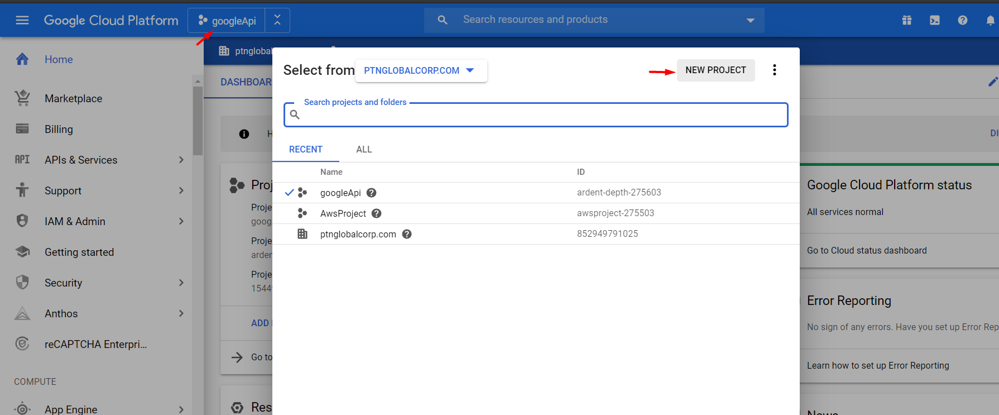 Google Cloud Platform
googleApi
Search resources and products
Home
Marketplace
Billing
API APIs & Services
Support
IAM & Admin
Getting started
Security
Anthos
reCAPTCHA Enterpri...
COMPUTE
App Engine
ptnglobal
DASHBOAR
H
Proj
Proje
goog
Proje
arden
Proje
1544
ADD
Go to
Res
Select from PTNGLOBALCORP.COM
NEW PROJECT
Search projects and folders
RECENT ALL
Name ID
googleApi ardent-depth-275603
AwsProject awsproject-275503
ptnglobalcorp.com 852949791025
DI
Google Cloud Platform status
All services normal
Go to Cloud status dashboard
Error Reporting
No sign of any errors. Have you set up Error Rep
Learn how to set up Error Reporting
News